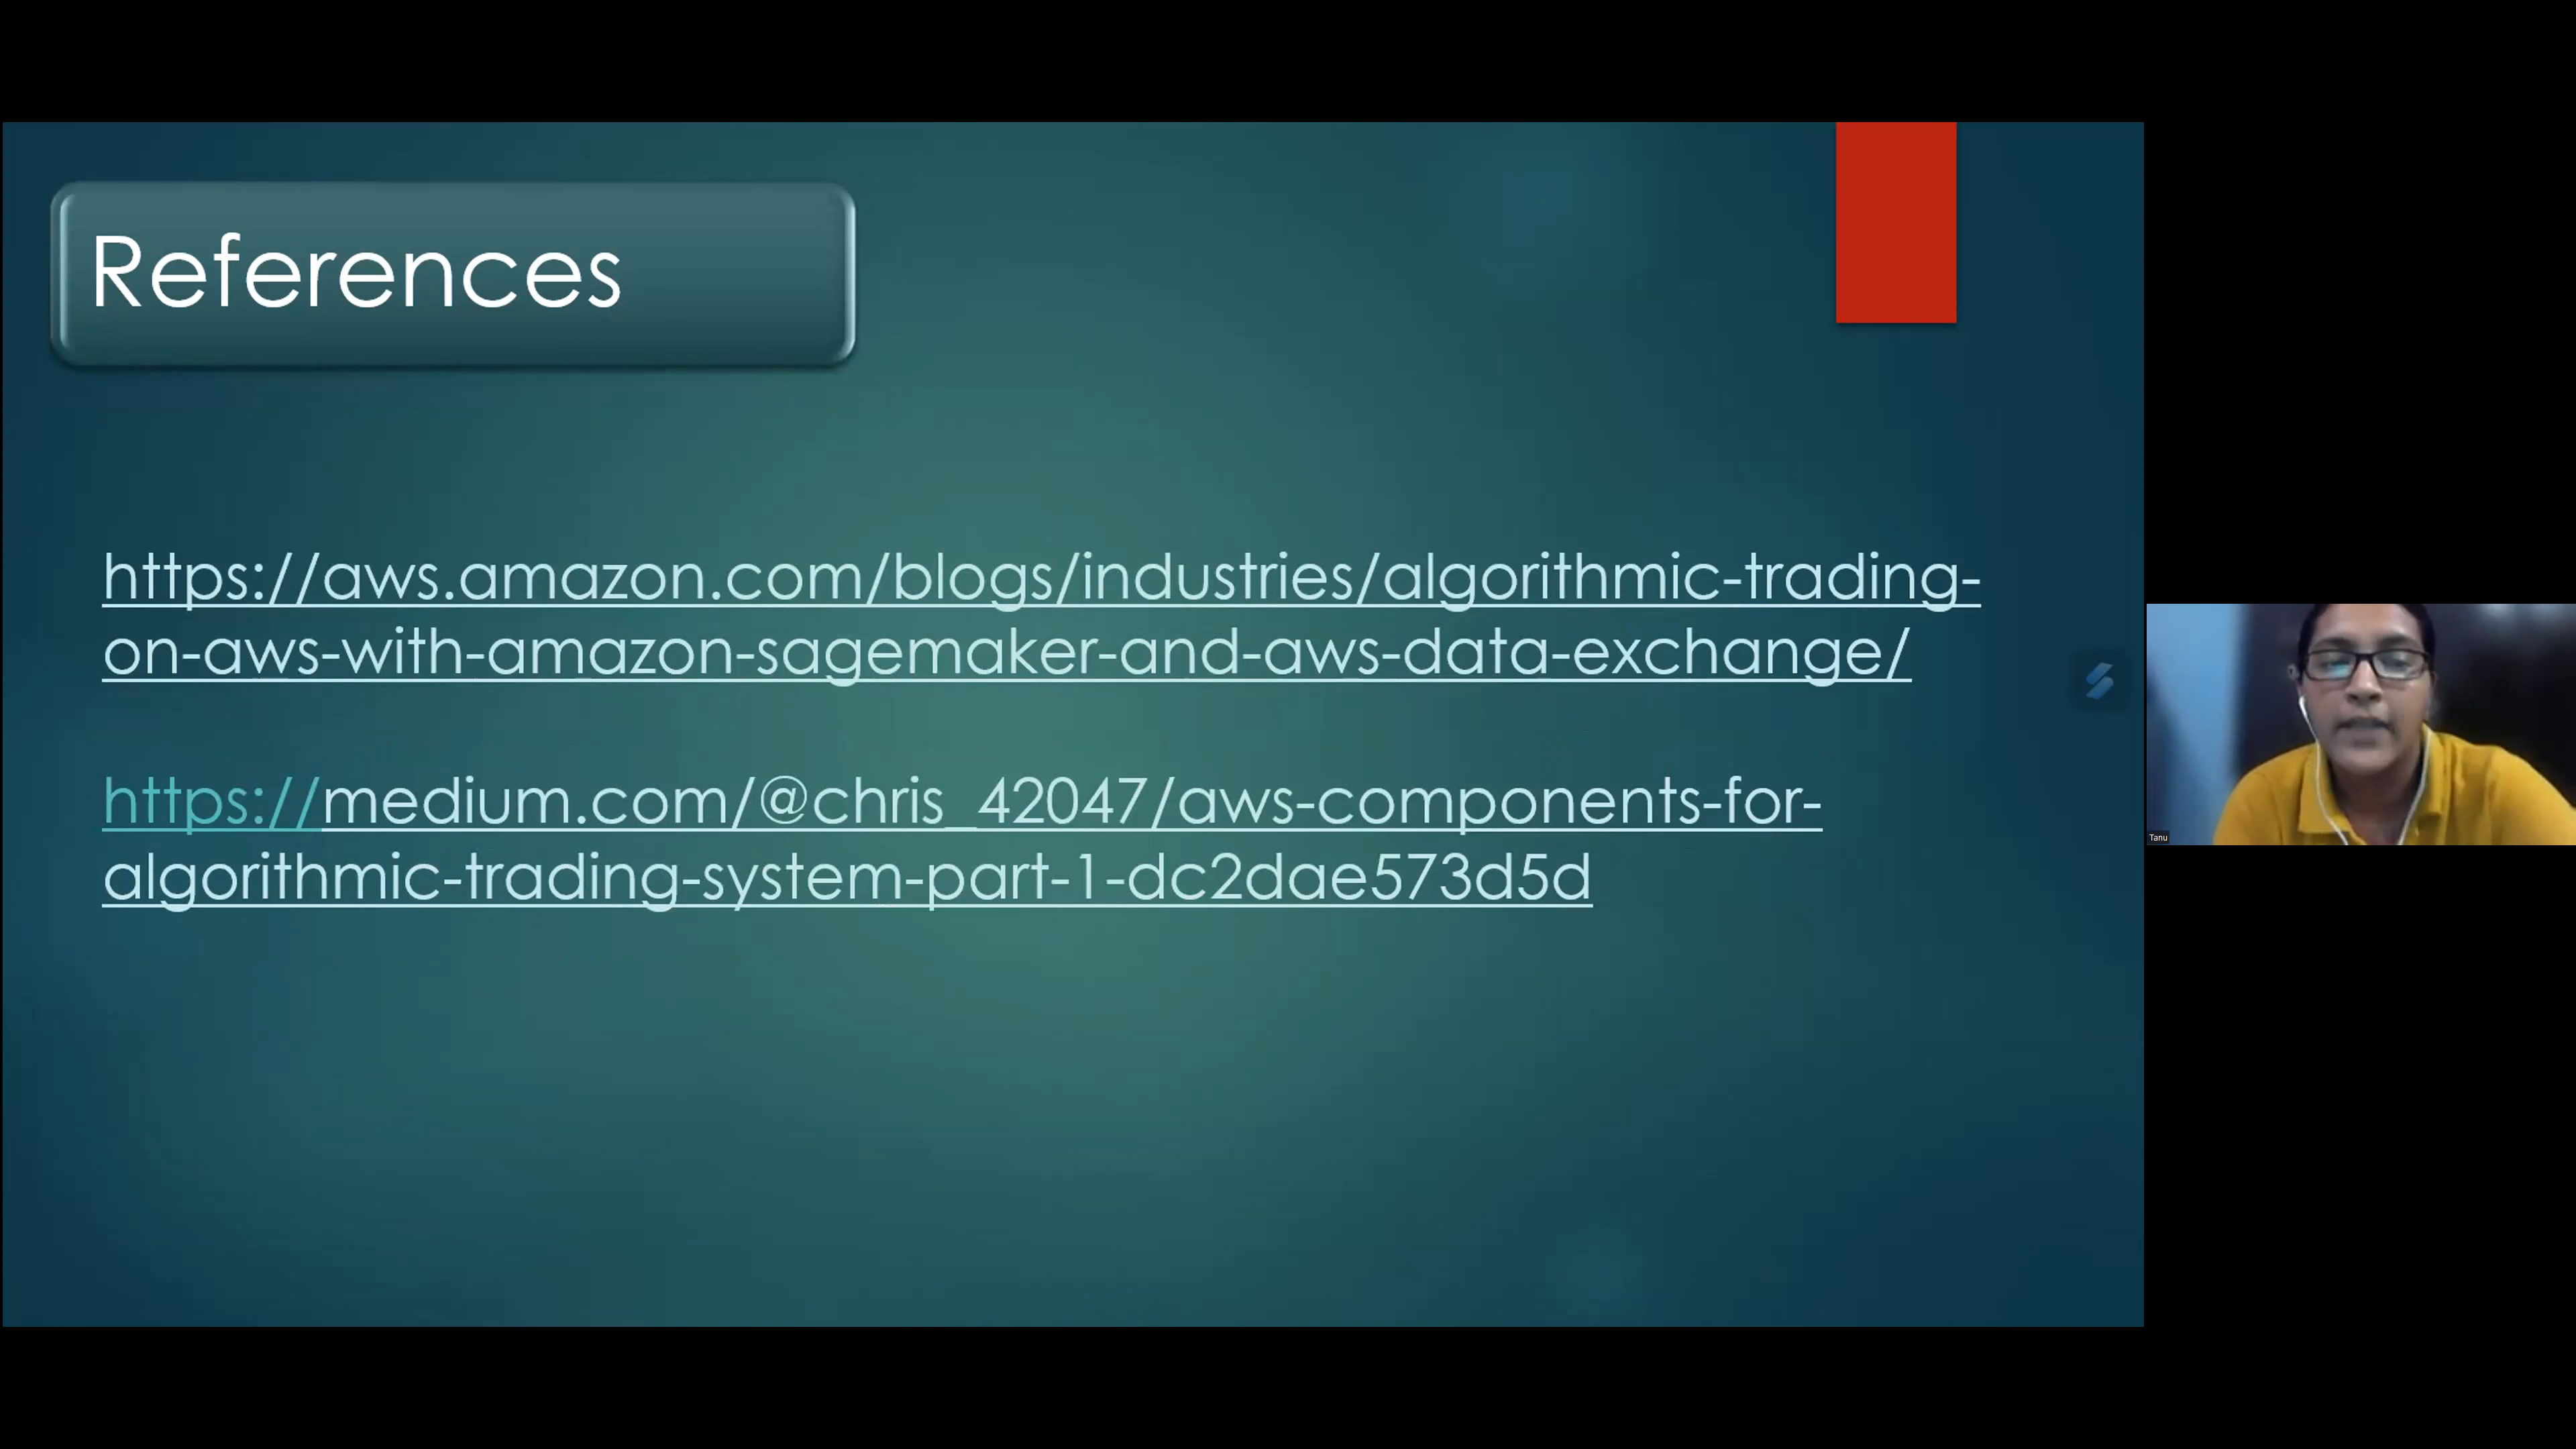 References
https://aws.amazon.com/blogs/industries/algorithmic-trading-
on-aws-with-amazon-sagemaker-and-aws-data-exchange/
https://medium.com/@chris_42047/aws-components-for-
algorithmic-trading-system-part-1-dc2dae573d5d
Tanu